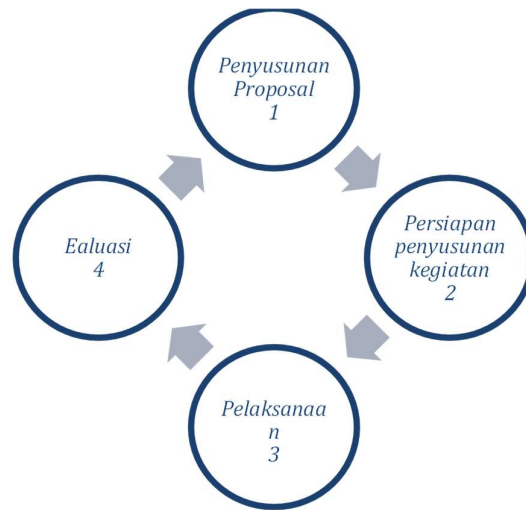 Penyusunan
Proposal
1
Persiapan
penyusunan
kegiatan
2
Pelaksanaa
n
3
Ealuasi
4